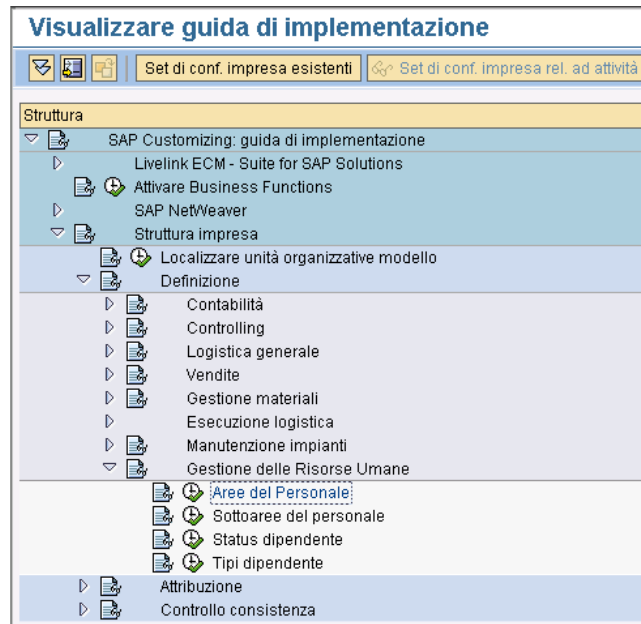 Visualizzare guida di implementazione
Set di conf. impresa esistenti Set di conf. impresa rel. ad attività
Struttura
SAP Customizing: guida di implementazione
Livelink ECM - Suite for SAP Solutions
Attivare Business Functions
SAP NetWeaver
Struttura impresa
Localizzare unità organizzative modello
Definizione
Contabilità
Controlling
Logistica generale
Vendite
Gestione materiali
Esecuzione logistica
Manutenzione impianti
Gestione delle Risorse Umane
Aree del Personale
Sottoaree del personale
Status dipendente
Tipi dipendente
Attribuzione
Controllo consistenza